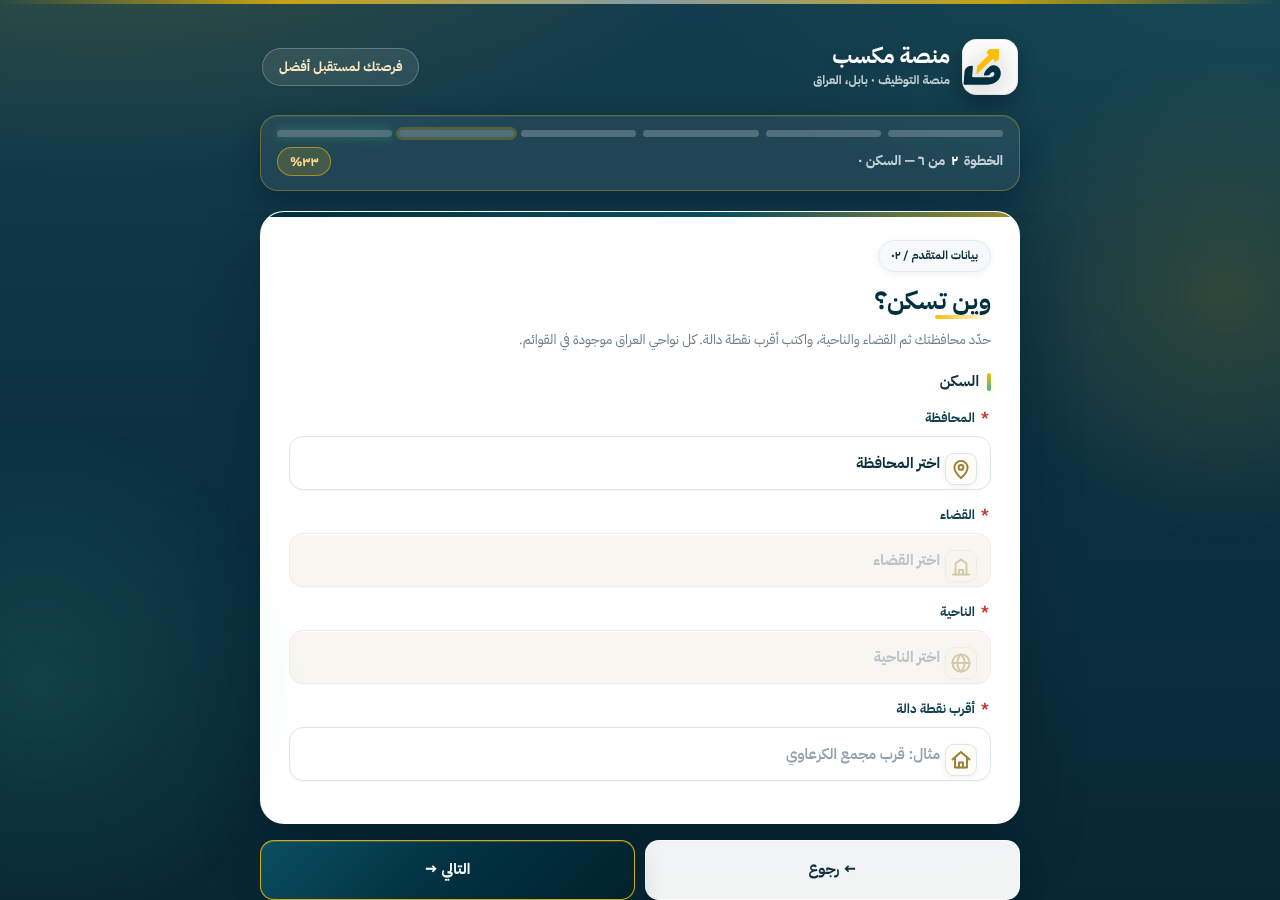 منصة مكسب
منصة التوظيف · بابل، العراق
فرصتك لمستقبل أفضل
الخطوة ٢ من ٦ — السكن ·
%٣٣
بيانات المتقدم / ٠٢
وين تسكن؟
حدّد محافظتك ثم القضاء والناحية، واكتب أقرب نقطة دالة. كل نواحي العراق موجودة في القوائم.
السكن
* المحافظة
اختر المحافظة
* القضاء
اختر القضاء
* الناحية
اختر الناحية
* أقرب نقطة دالة
مثال: قرب مجمع الكرعاوي
← رجوع
التالي →